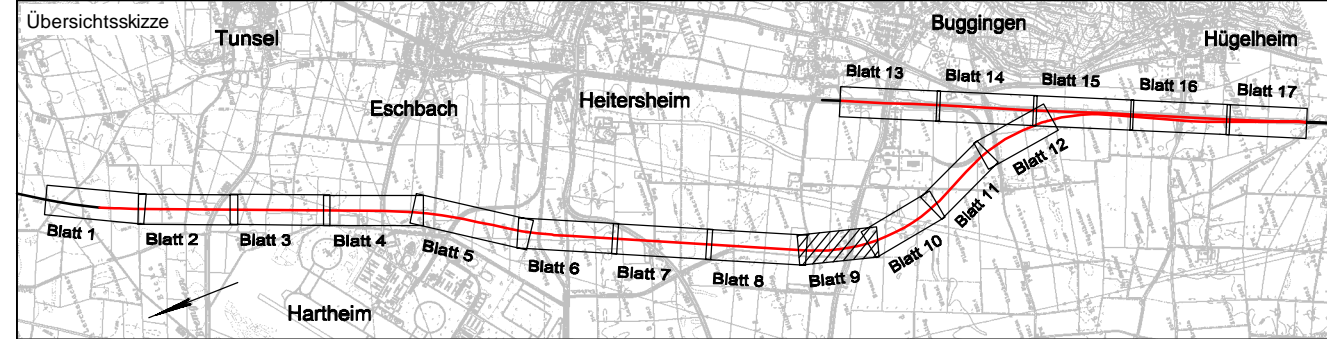 Übersichtsskizze
Tunsel
Eschbach
Heitersheim
Buggingen
Hügelheim
Hartheim
Blatt 1
Blatt 2
Blatt 3
Blatt 4
Blatt 5
Blatt 6
Blatt 7
Blatt 8
Blatt 9
Blatt 10
Blatt 11
Blatt 12
Blatt 13
Blatt 14
Blatt 15
Blatt 16
Blatt 17